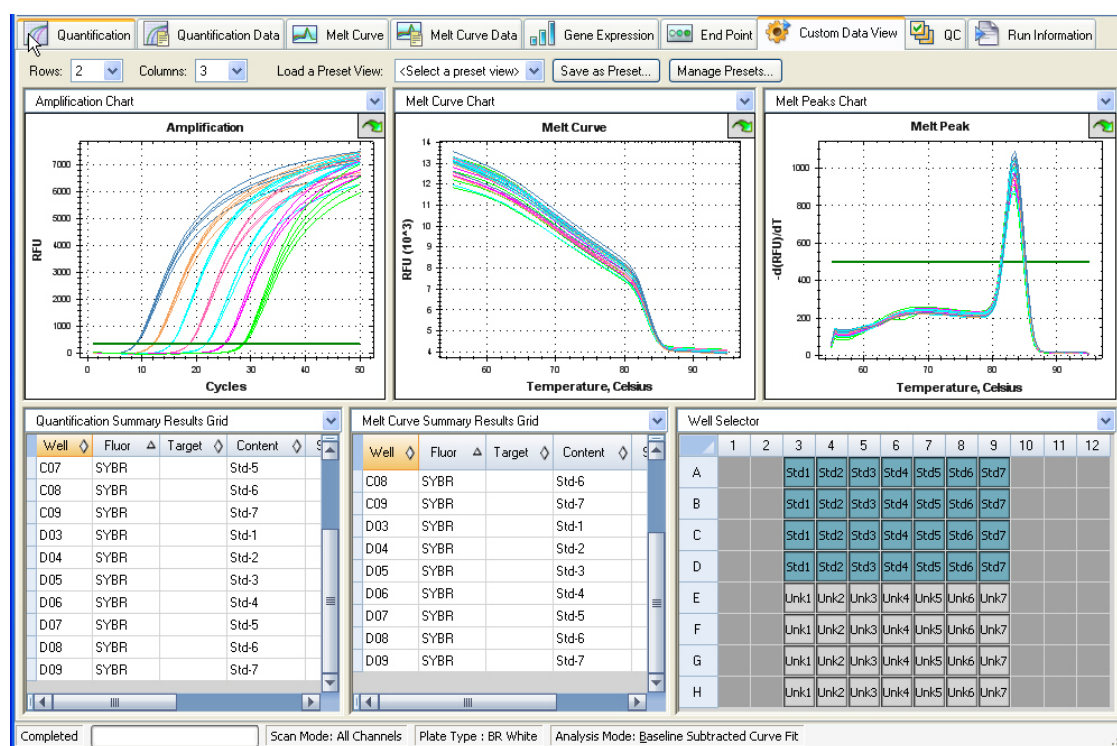 Quantification Quantification Data Melt Curve Melt Curve Data Gene Expression End Point Custom Data View QC Run Information
Rows: 2 Columns: 3 Load a Preset View: <Select a preset view> Save as Preset... Manage Presets...
Amplification Chart
Amplification
RFU
7000
6000
5000
4000
3000
2000
1000
0
0 10 20 30 40 50
Cycles
Melt Curve Chart
Melt Curve
RFU (10^3)
14
13
12
11
10
9
8
7
6
5
4
60 70 80 90
Temperature, Celsius
Melt Peaks Chart
Melt Peak
-d(RFU)/dT
1000
800
600
400
200
0
60 70 80 90
Temperature, Celsius
Quantification Summary Results Grid
Well Fluor Target Content S
C07 SYBR Std-5
C08 SYBR Std-6
C09 SYBR Std-7
D03 SYBR Std-1
D04 SYBR Std-2
D05 SYBR Std-3
D06 SYBR Std-4
D07 SYBR Std-5
D08 SYBR Std-6
D09 SYBR Std-7
Melt Curve Summary Results Grid
Well Fluor Target Content S
C08 SYBR Std-6
C09 SYBR Std-7
D03 SYBR Std-1
D04 SYBR Std-2
D05 SYBR Std-3
D06 SYBR Std-4
D07 SYBR Std-5
D08 SYBR Std-6
D09 SYBR Std-7
Well Selector
1 2 3 4 5 6 7 8 9 10 11 12
A Std1 Std2 Std3 Std4 Std5 Std6 Std7
B Std1 Std2 Std3 Std4 Std5 Std6 Std7
C Std1 Std2 Std3 Std4 Std5 Std6 Std7
D Std1 Std2 Std3 Std4 Std5 Std6 Std7
E Unk1 Unk2 Unk3 Unk4 Unk5 Unk6 Unk7
F Unk1 Unk2 Unk3 Unk4 Unk5 Unk6 Unk7
G Unk1 Unk2 Unk3 Unk4 Unk5 Unk6 Unk7
H Unk1 Unk2 Unk3 Unk4 Unk5 Unk6 Unk7
Completed Scan Mode: All Channels Plate Type : BR White Analysis Mode: Baseline Subtracted Curve Fit